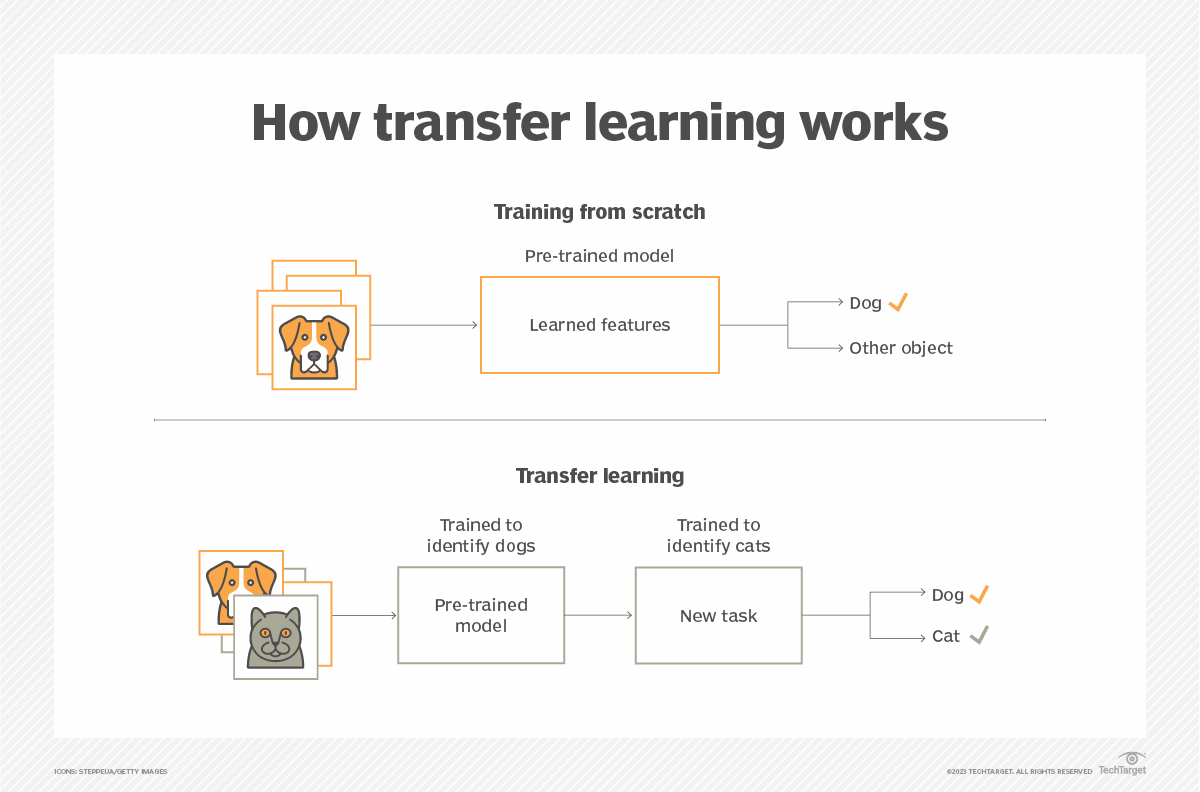 How transfer learning works
Training from scratch
Pre-trained model
Learned features
Dog
Other object
Transfer learning
Trained to
identify dogs
Trained to
identify cats
Pre-trained
model
New task
Dog
Cat
ICONS: STEPPEUA/GETTY IMAGES
©2023 TECHTARGET. ALL RIGHTS RESERVED
TechTarget